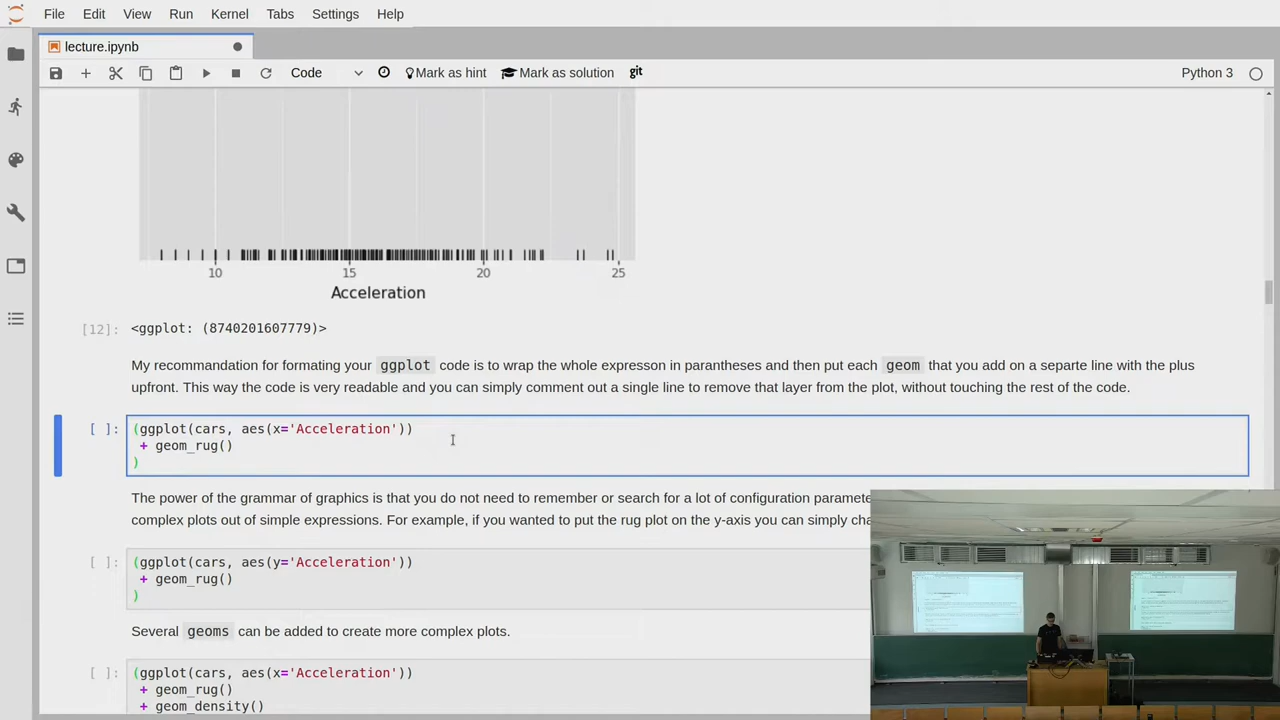 File Edit View Run Kernel Tabs Settings Help
lecture.ipynb
Code Mark as hint Mark as solution git Python 3
10 15 20 25
Acceleration
[12]: <ggplot: (8740201607779)>
My recommandation for formating your ggplot code is to wrap the whole expresson in parantheses and then put each geom that you add on a separte line with the plus
upfront. This way the code is very readable and you can simply comment out a single line to remove that layer from the plot, without touching the rest of the code.
[ ]: (ggplot(cars, aes(x='Acceleration'))
+ geom_rug()
)
The power of the grammar of graphics is that you do not need to remember or search for a lot of configuration parame
complex plots out of simple expressions. For example, if you wanted to put the rug plot on the y-axis you can simply cha
[ ]: (ggplot(cars, aes(y='Acceleration'))
+ geom_rug()
)
Several geoms can be added to create more complex plots.
[ ]: (ggplot(cars, aes(x='Acceleration'))
+ geom_rug()
+ geom_density()